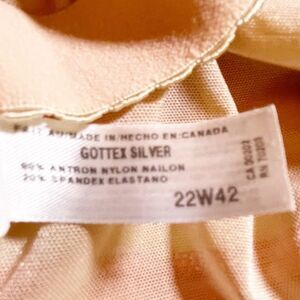 FAIT AU/MADE IN/HECHO EN:CANADA
GOTTEX SILVER
80% ANTRON NYLON NAILON
20% SPANDEX ELASTANO
22W42